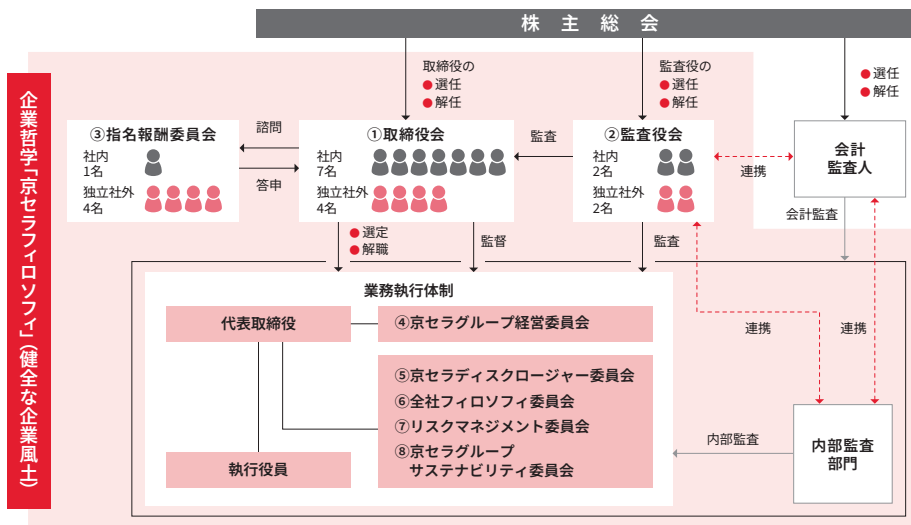 株主総会
取締役の
●選任
●解任
監査役の
●選任
●解任
●選任
●解任
企業哲学「京セラフィロソフィ」（健全な企業風土）
③指名報酬委員会
社内
1名
独立社外
4名
諮問
答申
①取締役会
社内
7名
独立社外
4名
監査
②監査役会
社内
2名
独立社外
2名
連携
会計
監査人
会計監査
●選定
●解職
監督
監査
業務執行体制
代表取締役
④京セラグループ経営委員会
⑤京セラディスクロージャー委員会
⑥全社フィロソフィ委員会
⑦リスクマネジメント委員会
⑧京セラグループ
サステナビリティ委員会
執行役員
連携
連携
内部監査
内部監査
部門